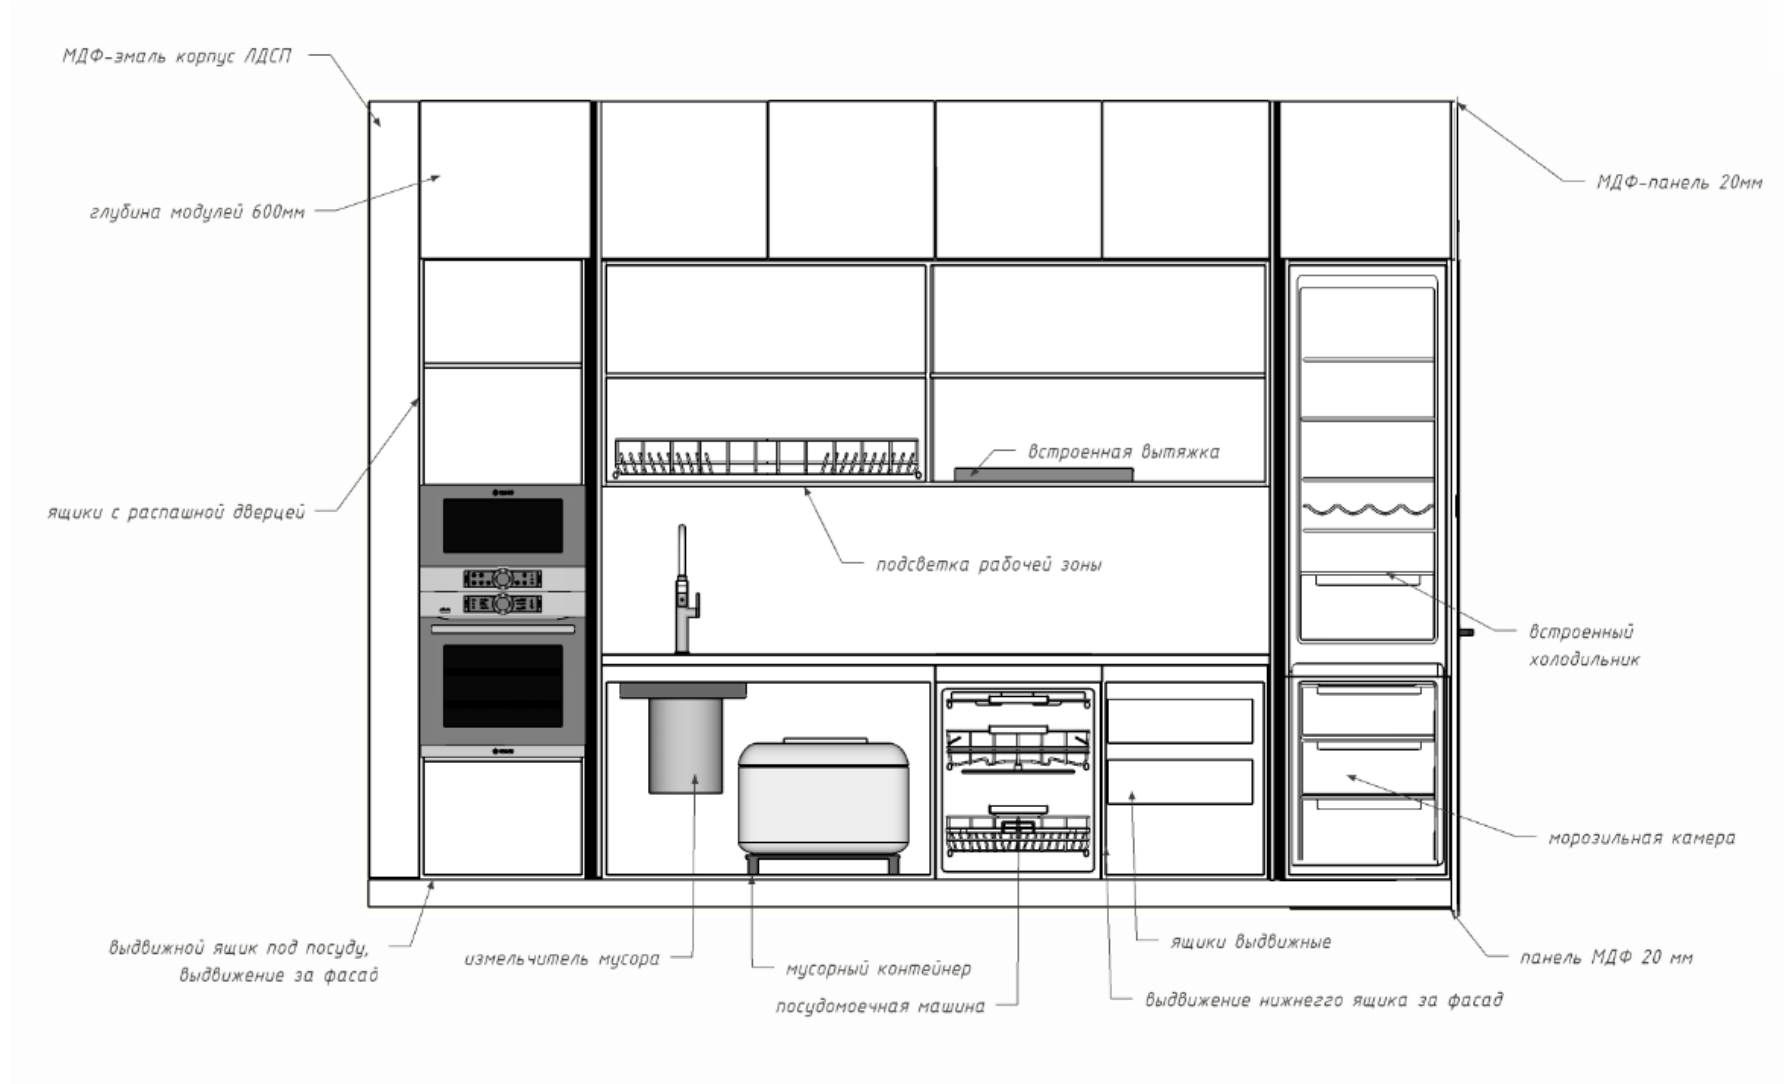 МДФ-эмаль корпус ЛДСП
МДФ-панель 20мм
глубина модулей 600мм
встроенная вытяжка
ящики с распашной дверцей
подсветка рабочей зоны
встроенный
холодильник
морозильная камера
выдвижной ящик под посуду,
выдвижение за фасад
измельчитель мусора
мусорный контейнер
посудомоечная машина
ящики выдвижные
выдвижение нижнегго ящика за фасад
панель МДФ 20 мм